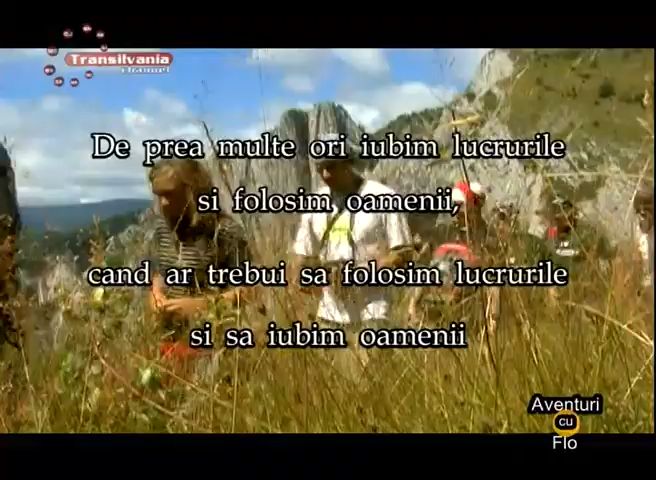 Transilvania
channel
De prea multe ori iubim lucrurile
si folosim oamenii,
cand ar trebui sa folosim lucrurile
si sa iubim oamenii
Aventuri
cu
Flo